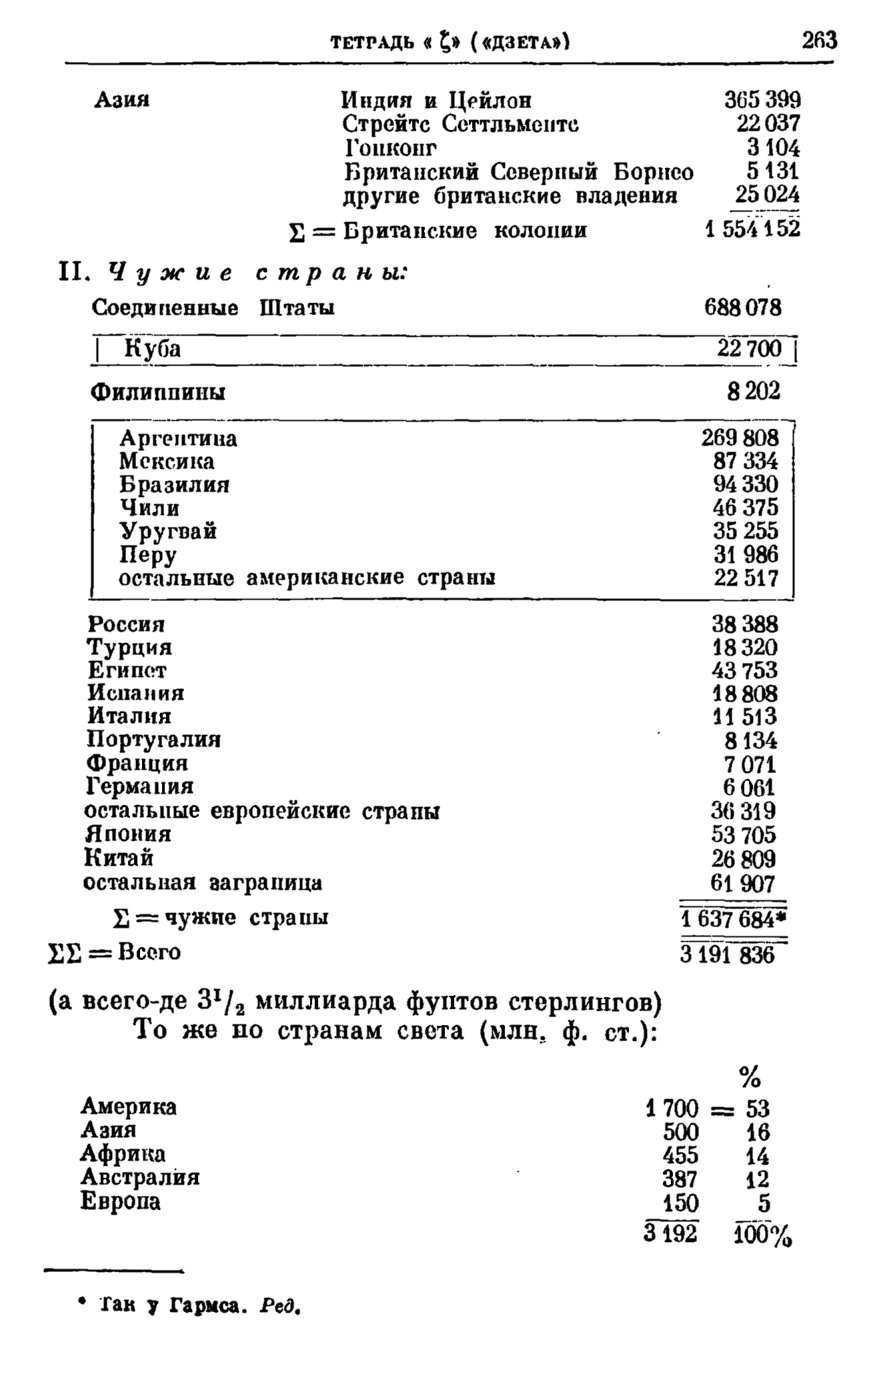 ТЕТРАДЬ « ζ» («ДЗЕТА») 263
Азия Индия и Цейлон 365 399
Стрейтс Сеттльментс 22 037
Гонконг 3 104
Британский Северный Борнео 5 131
другие британские владения 25 024
Σ = Британские колонии 1 554 152
II. Чужие страны:
Соединенные Штаты 688 078
Куба 22 700
Филиппины 8 202
Аргентина 269 808
Мексика 87 334
Бразилия 94 330
Чили 46 375
Уругвай 35 255
Перу 31 986
остальные американские страны 22 517
Россия 38 388
Турция 18 320
Египет 43 753
Испания 18 808
Италия 11 513
Португалия 8 134
Франция 7 071
Германия 6 061
остальные европейские страны 36 319
Япония 53 705
Китай 26 809
остальная заграница 61 907
Σ = чужие страны 1 637 684*
ΣΣ = Всего 3 191 836
(а всего-де 3¹/₂ миллиарда фунтов стерлингов)
То же по странам света (млн. ф. ст.):
%
Америка 1 700 = 53
Азия 500 16
Африка 455 14
Австралия 387 12
Европа 150 5
3 192 100%
* Так у Гармса. Ред.